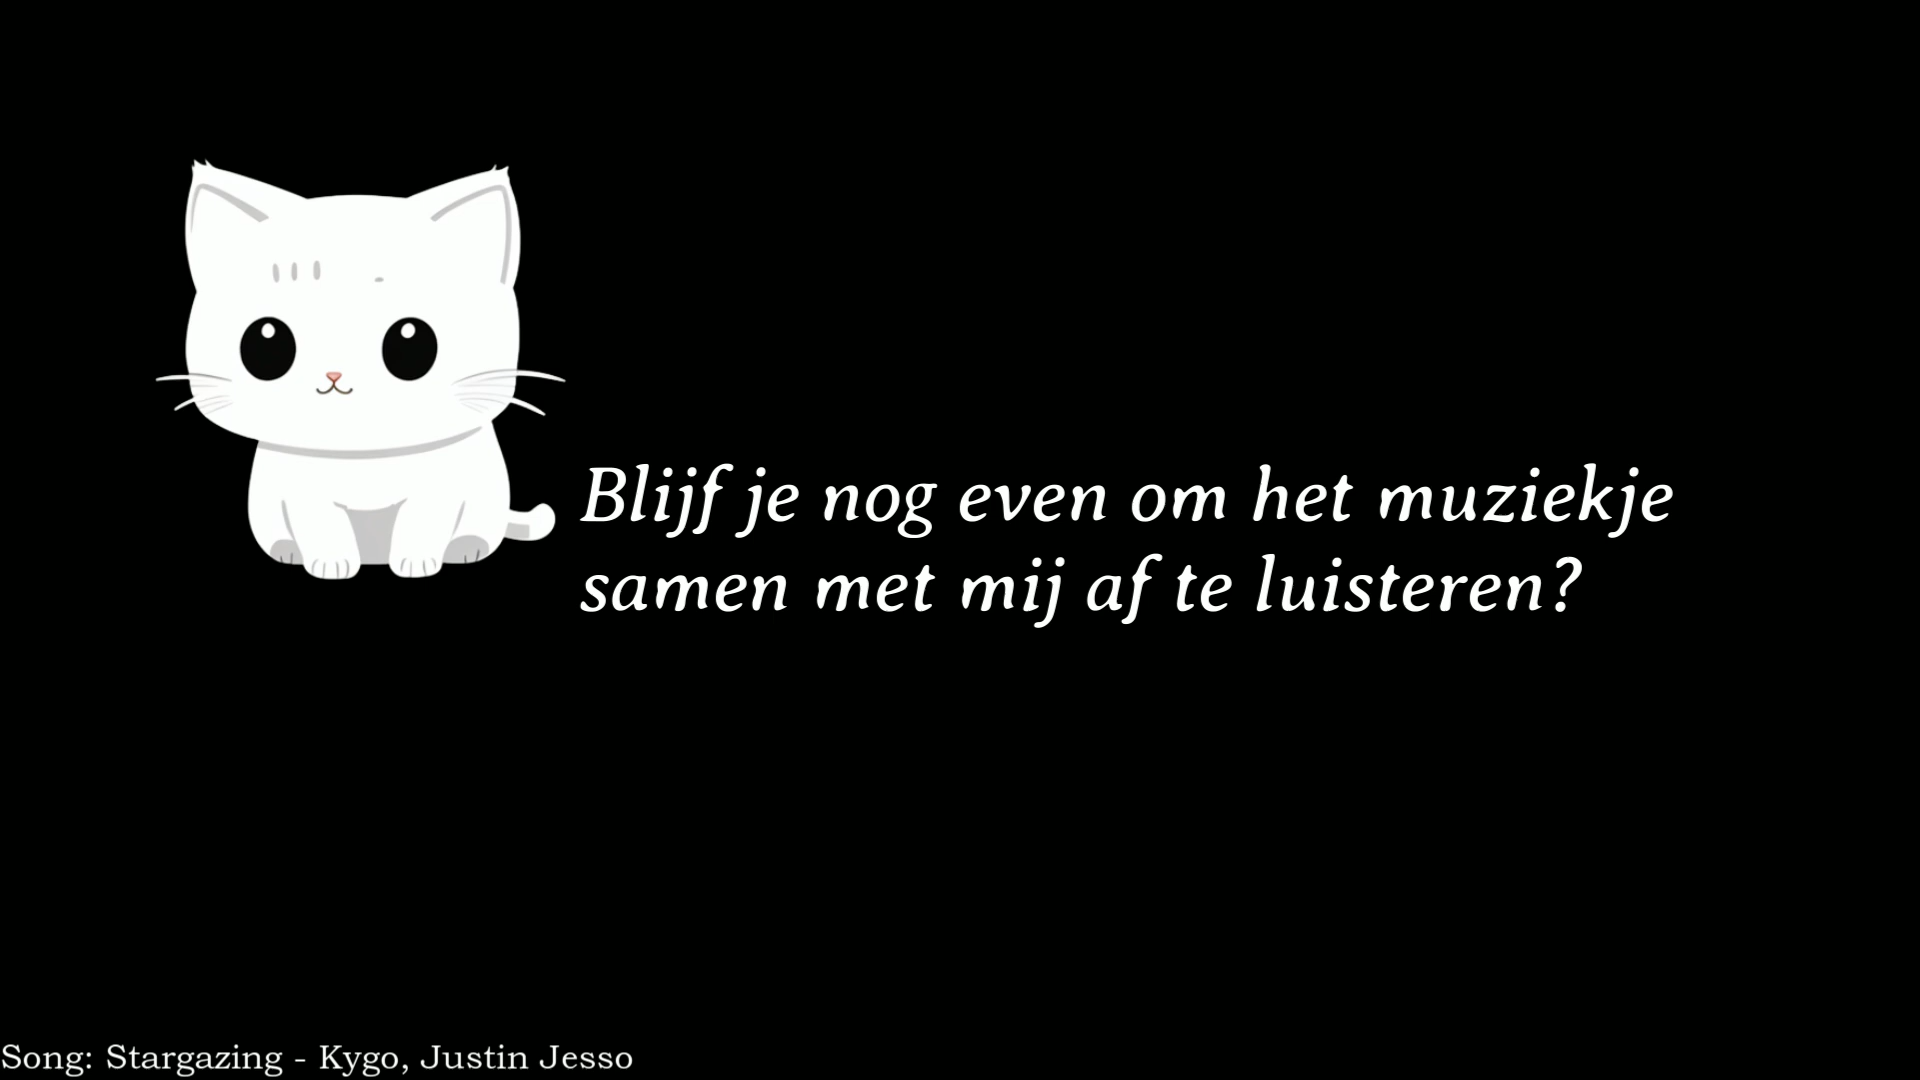 Blijf je nog even om het muziekje
samen met mij af te luisteren?
Song: Stargazing - Kygo, Justin Jesso